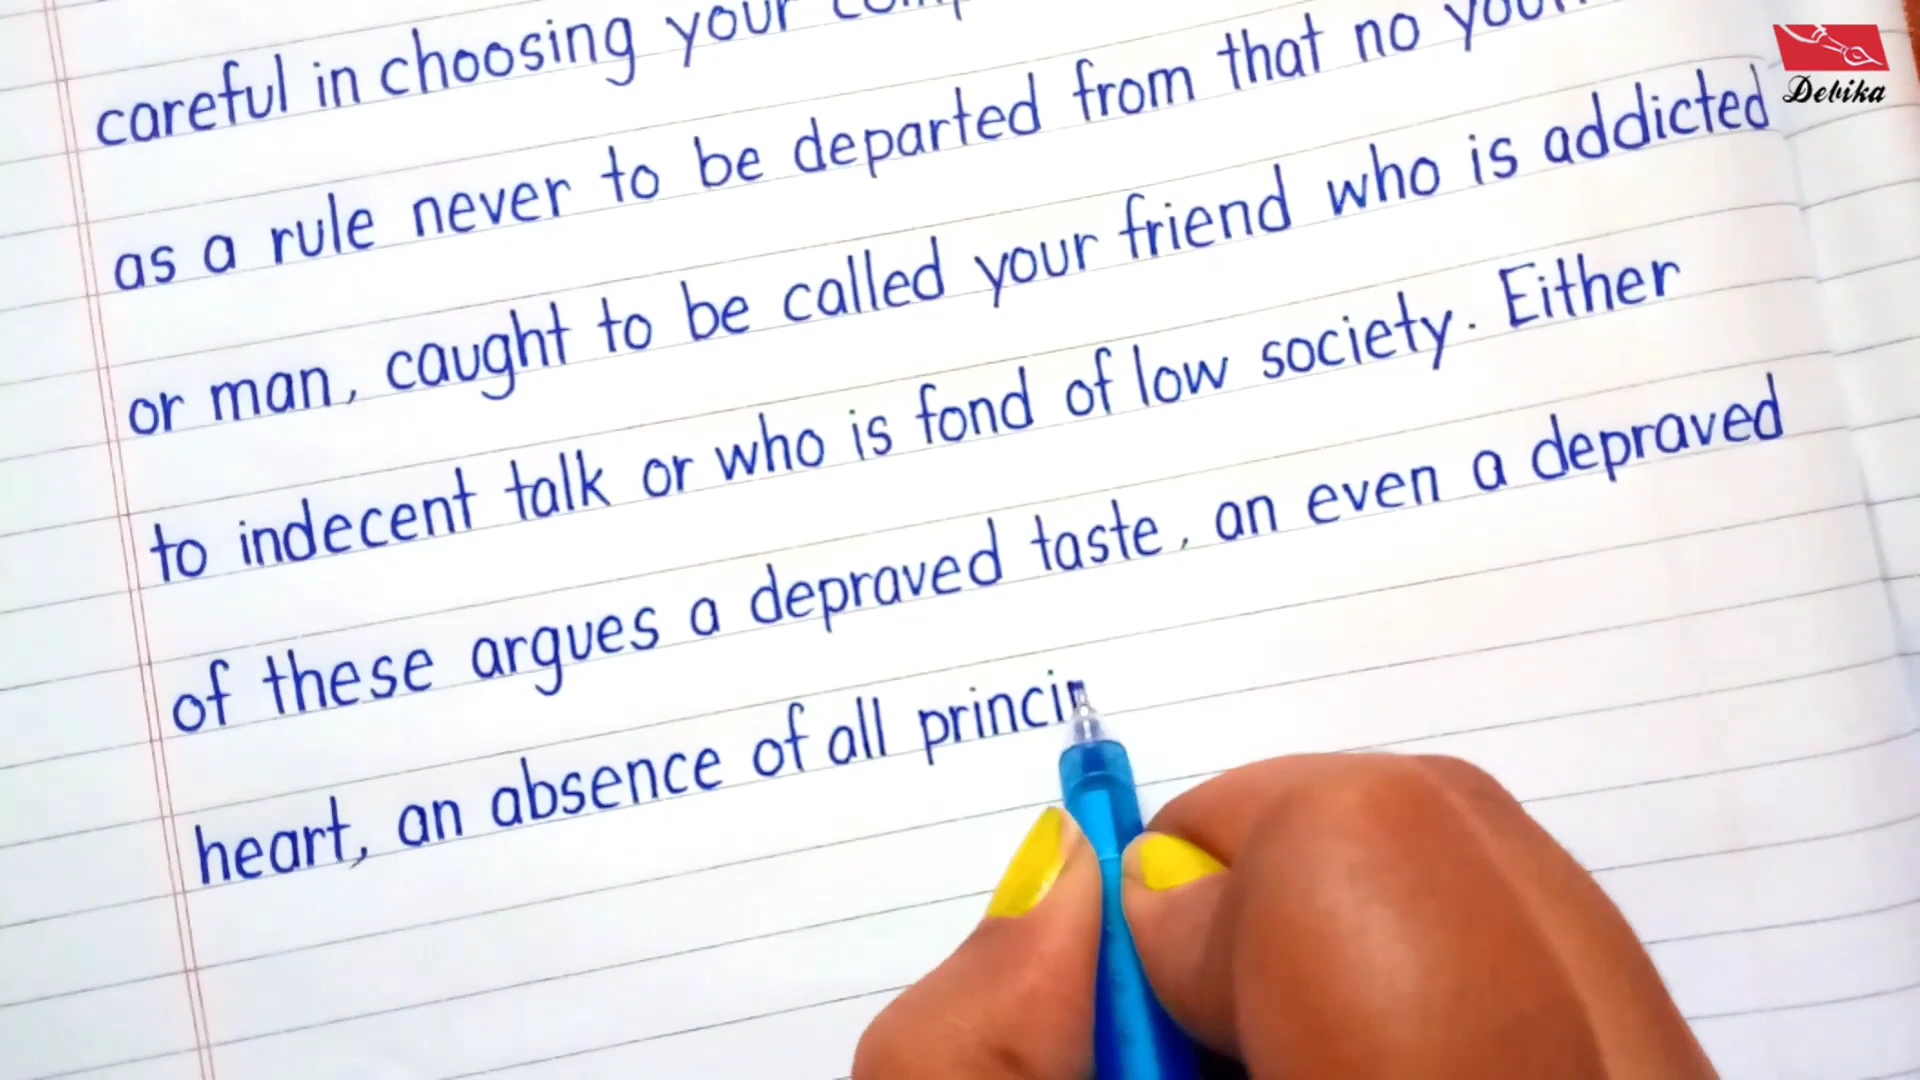 careful in choosing your
as a rule never to be departed from that no
or man, caught to be called your friend who is addicted
to indecent talk or who is fond of low society. Either
of these argues a depraved taste, an even a depraved
heart, an absence of all princip
Debika